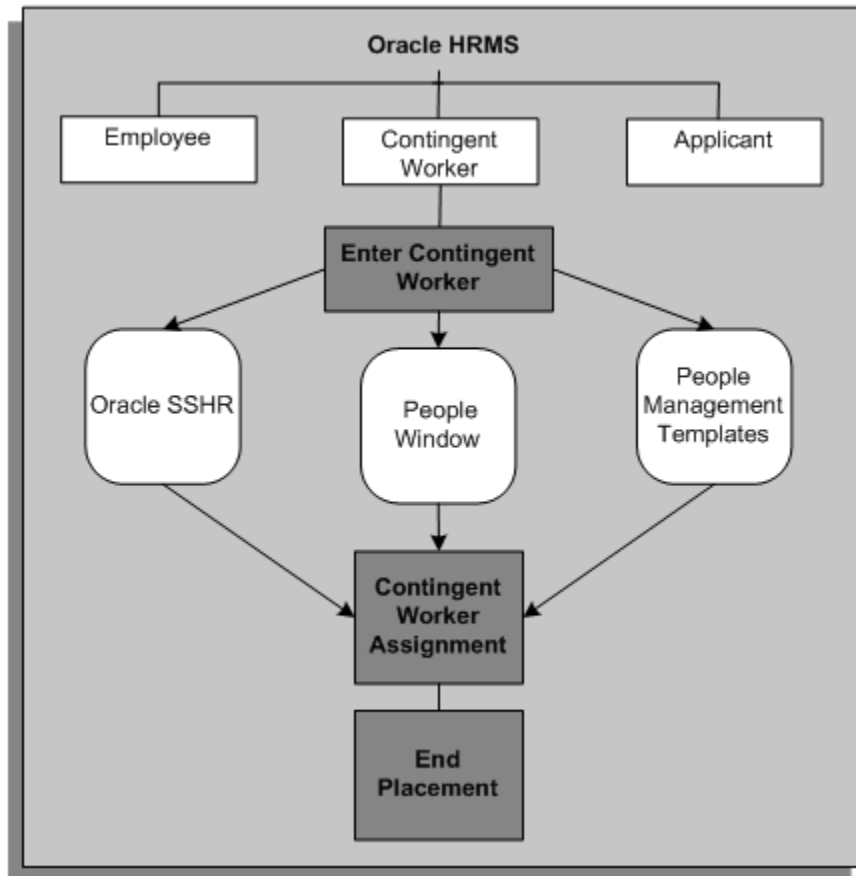 Oracle HRMS
Employee
Contingent
Worker
Applicant
Enter Contingent
Worker
Oracle SSHR
People
Window
People
Management
Templates
Contingent
Worker
Assignment
End
Placement